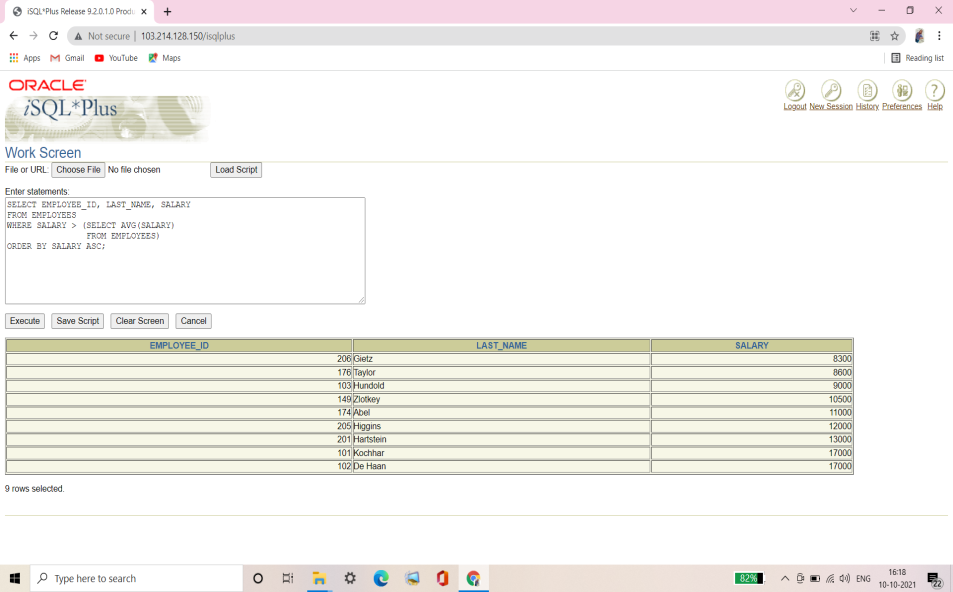 iSQL*Plus Release 9.2.0.1.0 Produ
Not secure | 103.214.128.150/isqlplus
Apps Gmail YouTube Maps Reading list
ORACLE
iSQL*Plus
Logout New Session History Preferences Help
Work Screen
File or URL: Choose File No file chosen Load Script
Enter statements:
SELECT EMPLOYEE_ID, LAST_NAME, SALARY
FROM EMPLOYEES
WHERE SALARY > (SELECT AVG(SALARY)
FROM EMPLOYEES)
ORDER BY SALARY ASC;
Execute Save Script Clear Screen Cancel
EMPLOYEE_ID LAST_NAME SALARY
206 Gietz 8300
176 Taylor 8600
103 Hundold 9000
149 Zlotkey 10500
174 Abel 11000
205 Higgins 12000
201 Hartstein 13000
101 Kochhar 17000
102 De Haan 17000
9 rows selected.
Type here to search 82% ENG 16:18
10-10-2021 22